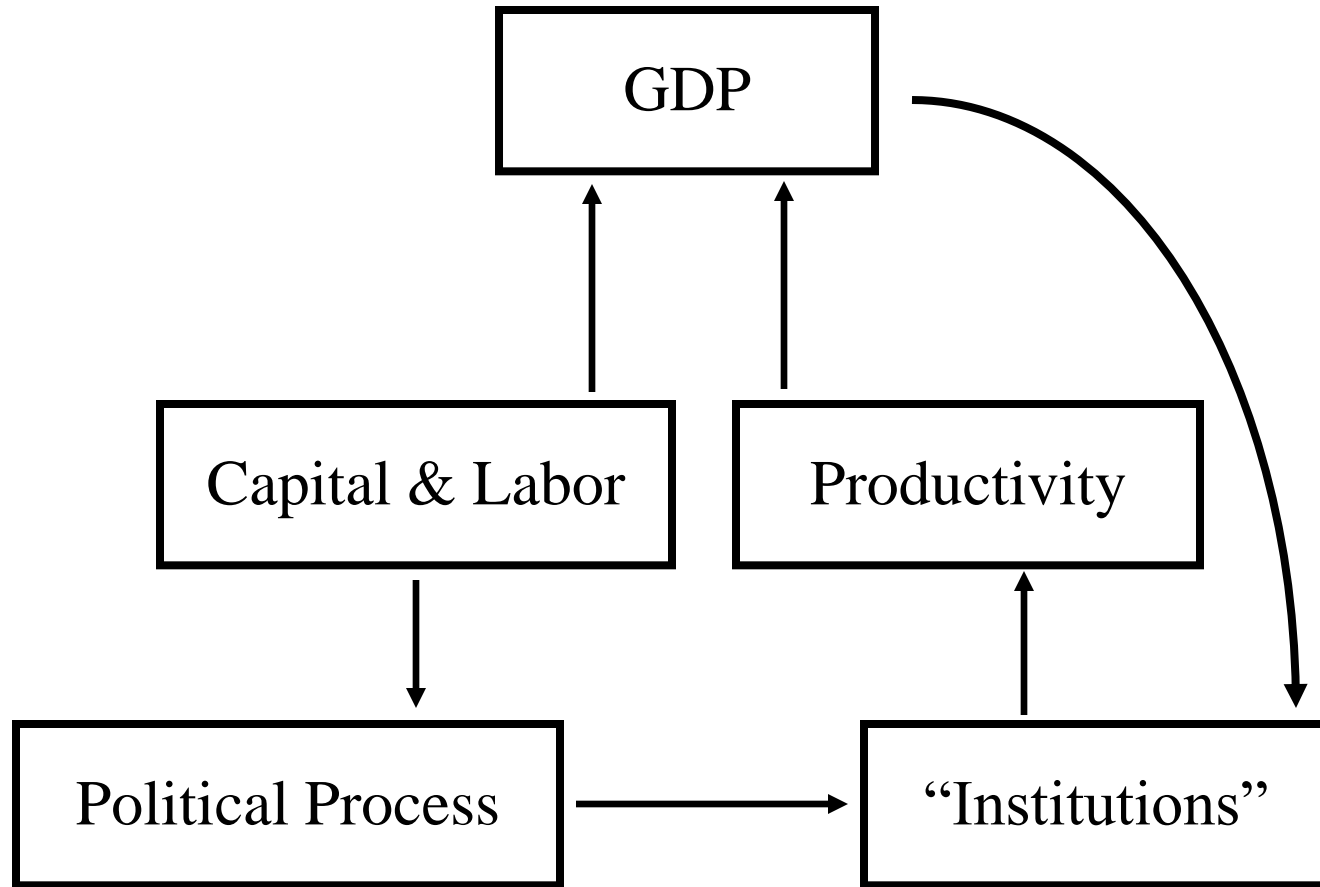 GDP
Capital & Labor
Productivity
Political Process
“Institutions”